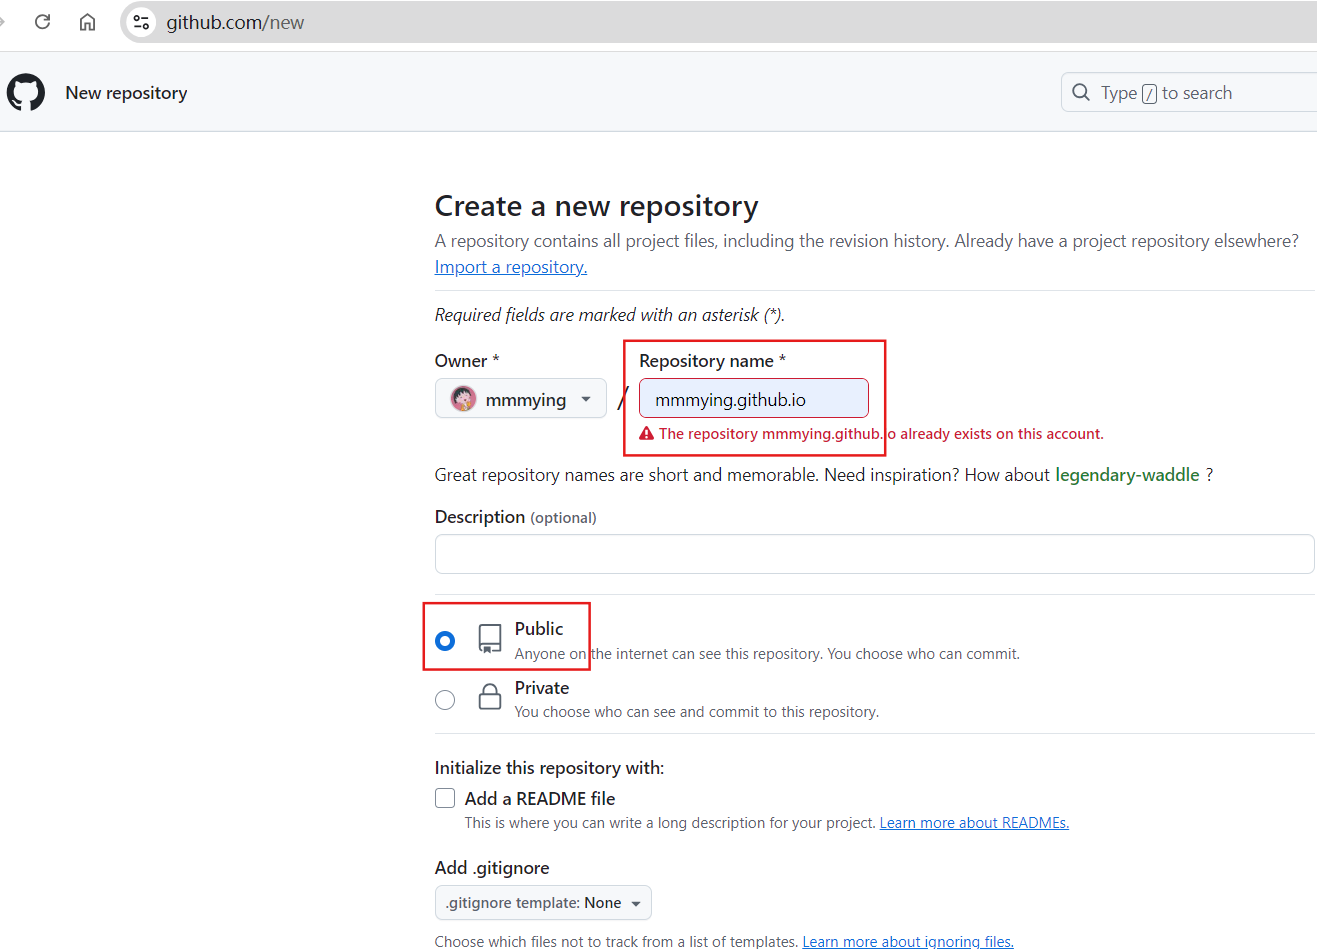 github.com/new
New repository
Type / to search
Create a new repository
A repository contains all project files, including the revision history. Already have a project repository elsewhere?
Import a repository.
Required fields are marked with an asterisk (*).
Owner *
Repository name *
mmmying
/
mmmying.github.io
The repository mmmying.github.io already exists on this account.
Great repository names are short and memorable. Need inspiration? How about legendary-waddle ?
Description (optional)
Public
Anyone on the internet can see this repository. You choose who can commit.
Private
You choose who can see and commit to this repository.
Initialize this repository with:
Add a README file
This is where you can write a long description for your project. Learn more about READMEs.
Add .gitignore
.gitignore template: None
Choose which files not to track from a list of templates. Learn more about ignoring files.